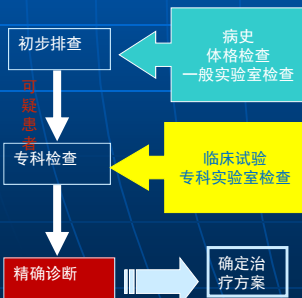 初步排查
病史
体格检查
一般实验室检查
可疑患者
专科检查
临床试验
专科实验室检查
精确诊断
确定治
疗方案